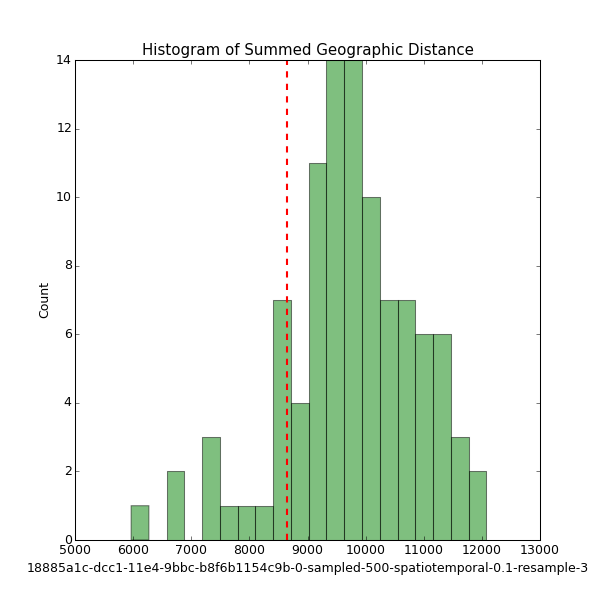 Histogram of Summed Geographic Distance
14
12
10
8
6
4
2
0
Count
5000 6000 7000 8000 9000 10000 11000 12000 13000
18885a1c-dcc1-11e4-9bbc-b8f6b1154c9b-0-sampled-500-spatiotemporal-0.1-resample-3